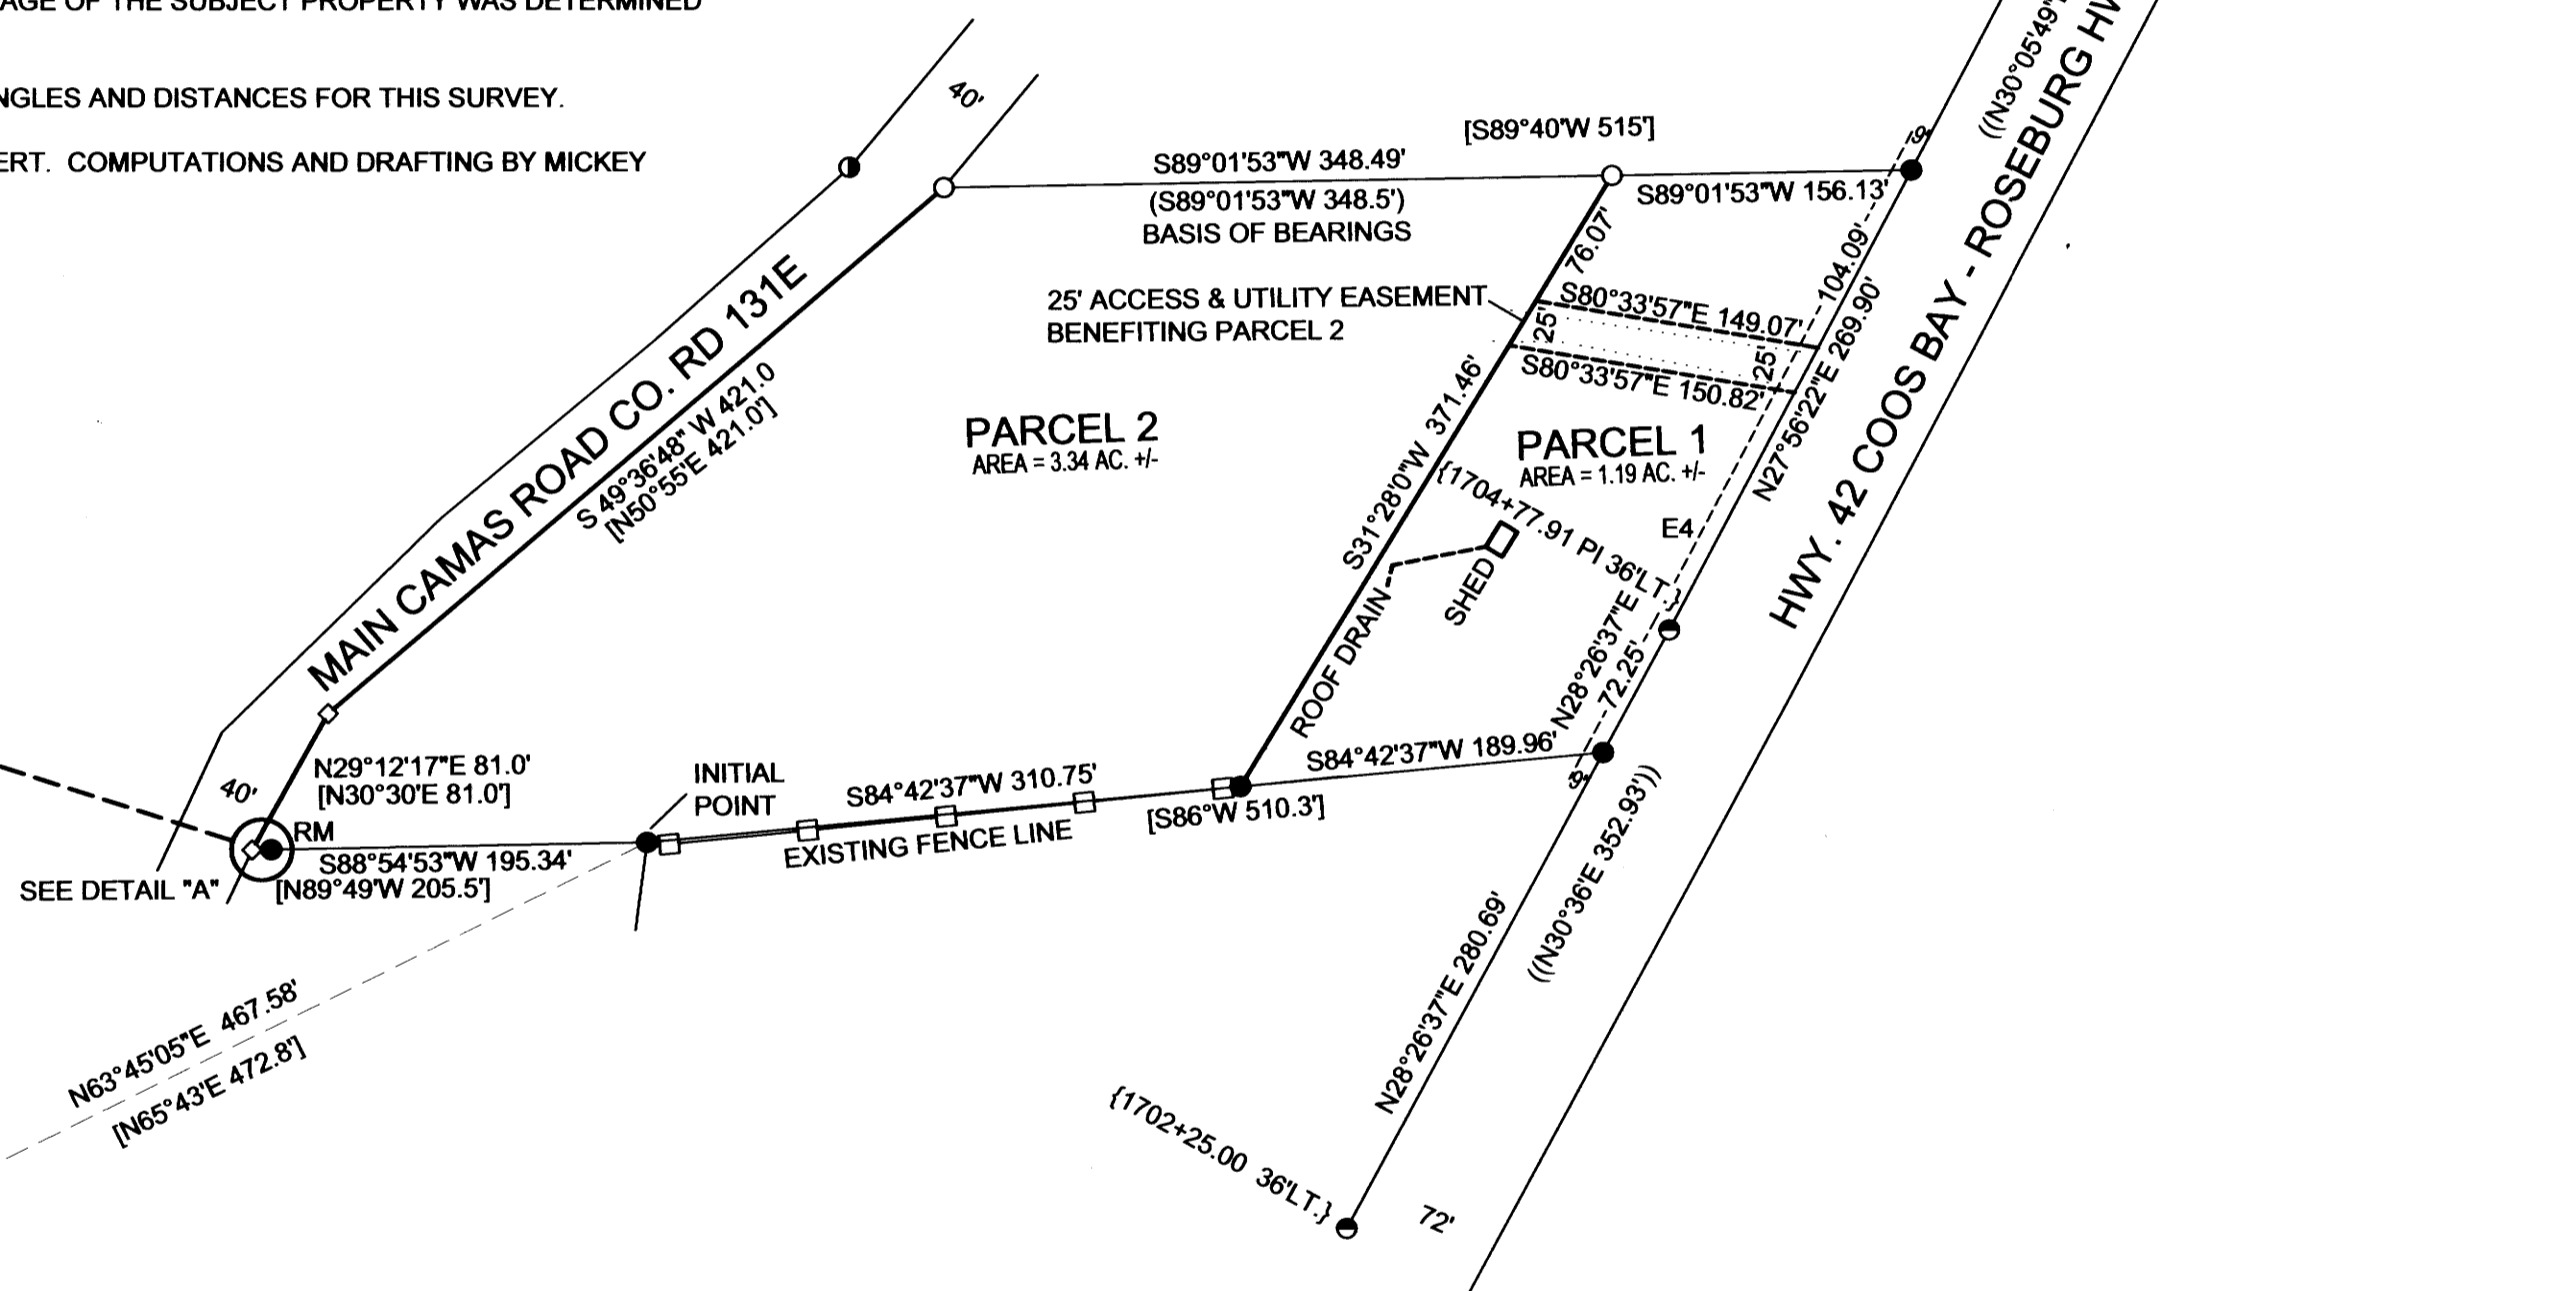 AGE OF THE SUBJECT PROPERTY WAS DETERMINED
NGLES AND DISTANCES FOR THIS SURVEY.
ERT. COMPUTATIONS AND DRAFTING BY MICKEY
40'
[S89°40'W 515']
S89°01'53"W 348.49'
(S89°01'53"W 348.5')
BASIS OF BEARINGS
S89°01'53"W 156.13'
((N30°05'49"
HWY. 42 COOS BAY - ROSEBURG HW
76.07'
104.09'
25' ACCESS & UTILITY EASEMENT
BENEFITING PARCEL 2
S80°33'57"E 149.07'
25'
25'
S80°33'57"E 150.82'
N27°56'22"E 269.90'
MAIN CAMAS ROAD CO. RD 131E
S 49°36'48" W 421.0
[N50°55'E 421.0']
PARCEL 2
AREA = 3.34 AC. +/-
S31°28'0"W 371.46'
PARCEL 1
AREA = 1.19 AC. +/-
{1704+77.91 PI 36'LT.}
E4
SHED
ROOF DRAIN
N28°26'37"E
72.25'
N29°12'17"E 81.0'
[N30°30'E 81.0']
40'
RM
INITIAL
POINT
S84°42'37"W 310.75'
EXISTING FENCE LINE
S84°42'37"W 189.96'
[S86°W 510.3']
S88°54'53"W 195.34'
[N89°49'W 205.5']
SEE DETAIL "A"
((N30°36'E 352.93'))
N28°26'37"E 280.69'
N63°45'05"E 467.58'
[N65°43'E 472.8']
{1702+25.00 36'LT.}
72'